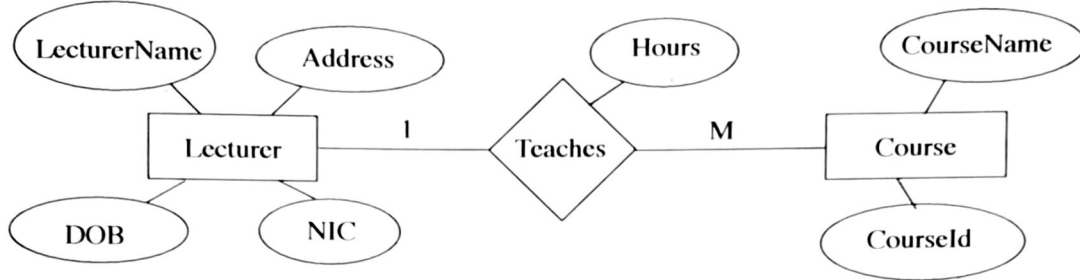 LecturerName
Address
Hours
CourseName
Lecturer
1
Teaches
M
Course
DOB
NIC
CourseId